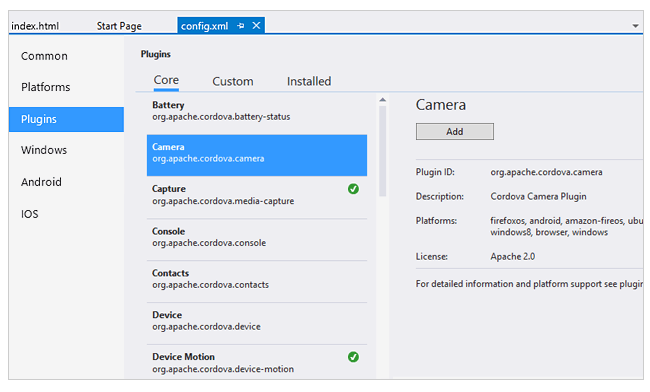 index.html Start Page config.xml
Common
Platforms
Plugins
Windows
Android
IOS
Plugins
Core Custom Installed
Battery
org.apache.cordova.battery-status
Camera
org.apache.cordova.camera
Capture
org.apache.cordova.media-capture
Console
org.apache.cordova.console
Contacts
org.apache.cordova.contacts
Device
org.apache.cordova.device
Device Motion
org.apache.cordova.device-motion
Camera
Add
Plugin ID: org.apache.cordova.camera
Description: Cordova Camera Plugin
Platforms: firefoxos, android, amazon-fireos, ubu
windows8, browser, windows
License: Apache 2.0
For detailed information and platform support see plugin